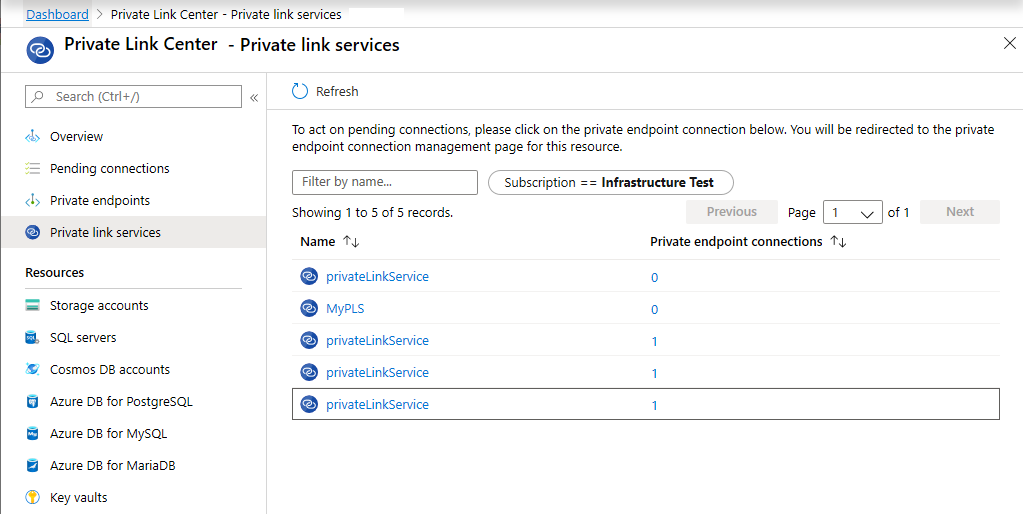 Dashboard > Private Link Center - Private link services
Private Link Center - Private link services
Search (Ctrl+/)
«
Overview
Pending connections
Private endpoints
Private link services
Resources
Storage accounts
SQL servers
Cosmos DB accounts
Azure DB for PostgreSQL
Azure DB for MySQL
Azure DB for MariaDB
Key vaults
Refresh
To act on pending connections, please click on the private endpoint connection below. You will be redirected to the private
endpoint connection management page for this resource.
Filter by name...
Subscription == Infrastructure Test
Showing 1 to 5 of 5 records.
Previous Page 1 of 1 Next
Name ↑↓ Private endpoint connections ↑↓
privateLinkService 0
MyPLS 0
privateLinkService 1
privateLinkService 1
privateLinkService 1